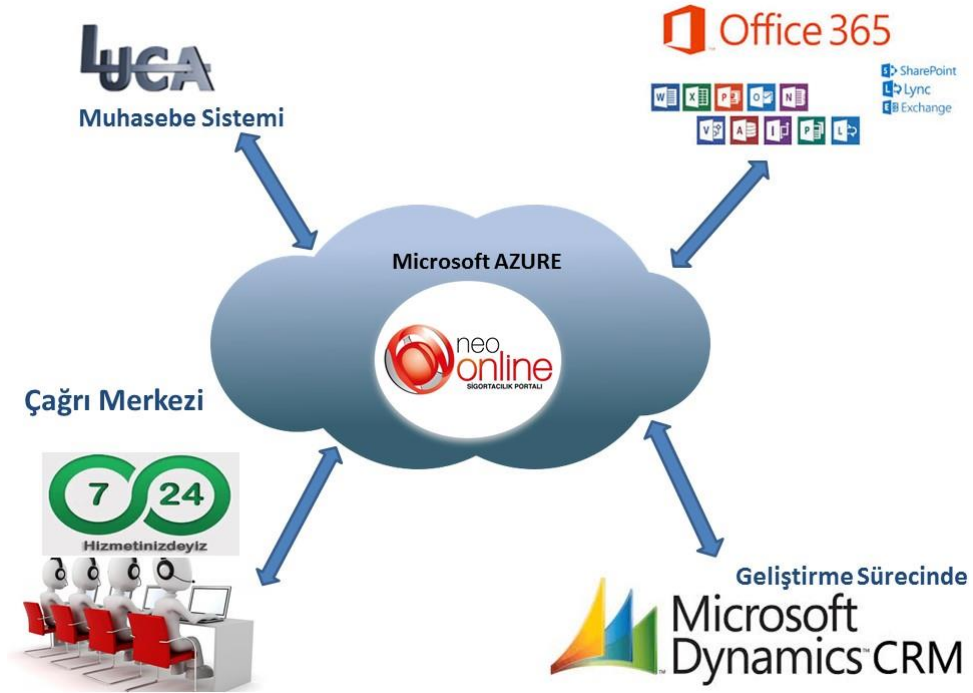 LUCA
Muhasebe Sistemi
Office 365
SharePoint
Lync
Exchange
W X P O N
V A I P L
Microsoft AZURE
neo
online
SİGORTACILIK PORTALI
Çağrı Merkezi
7 24
Hizmetinizdeyiz
Geliştirme Sürecinde
Microsoft
Dynamics CRM